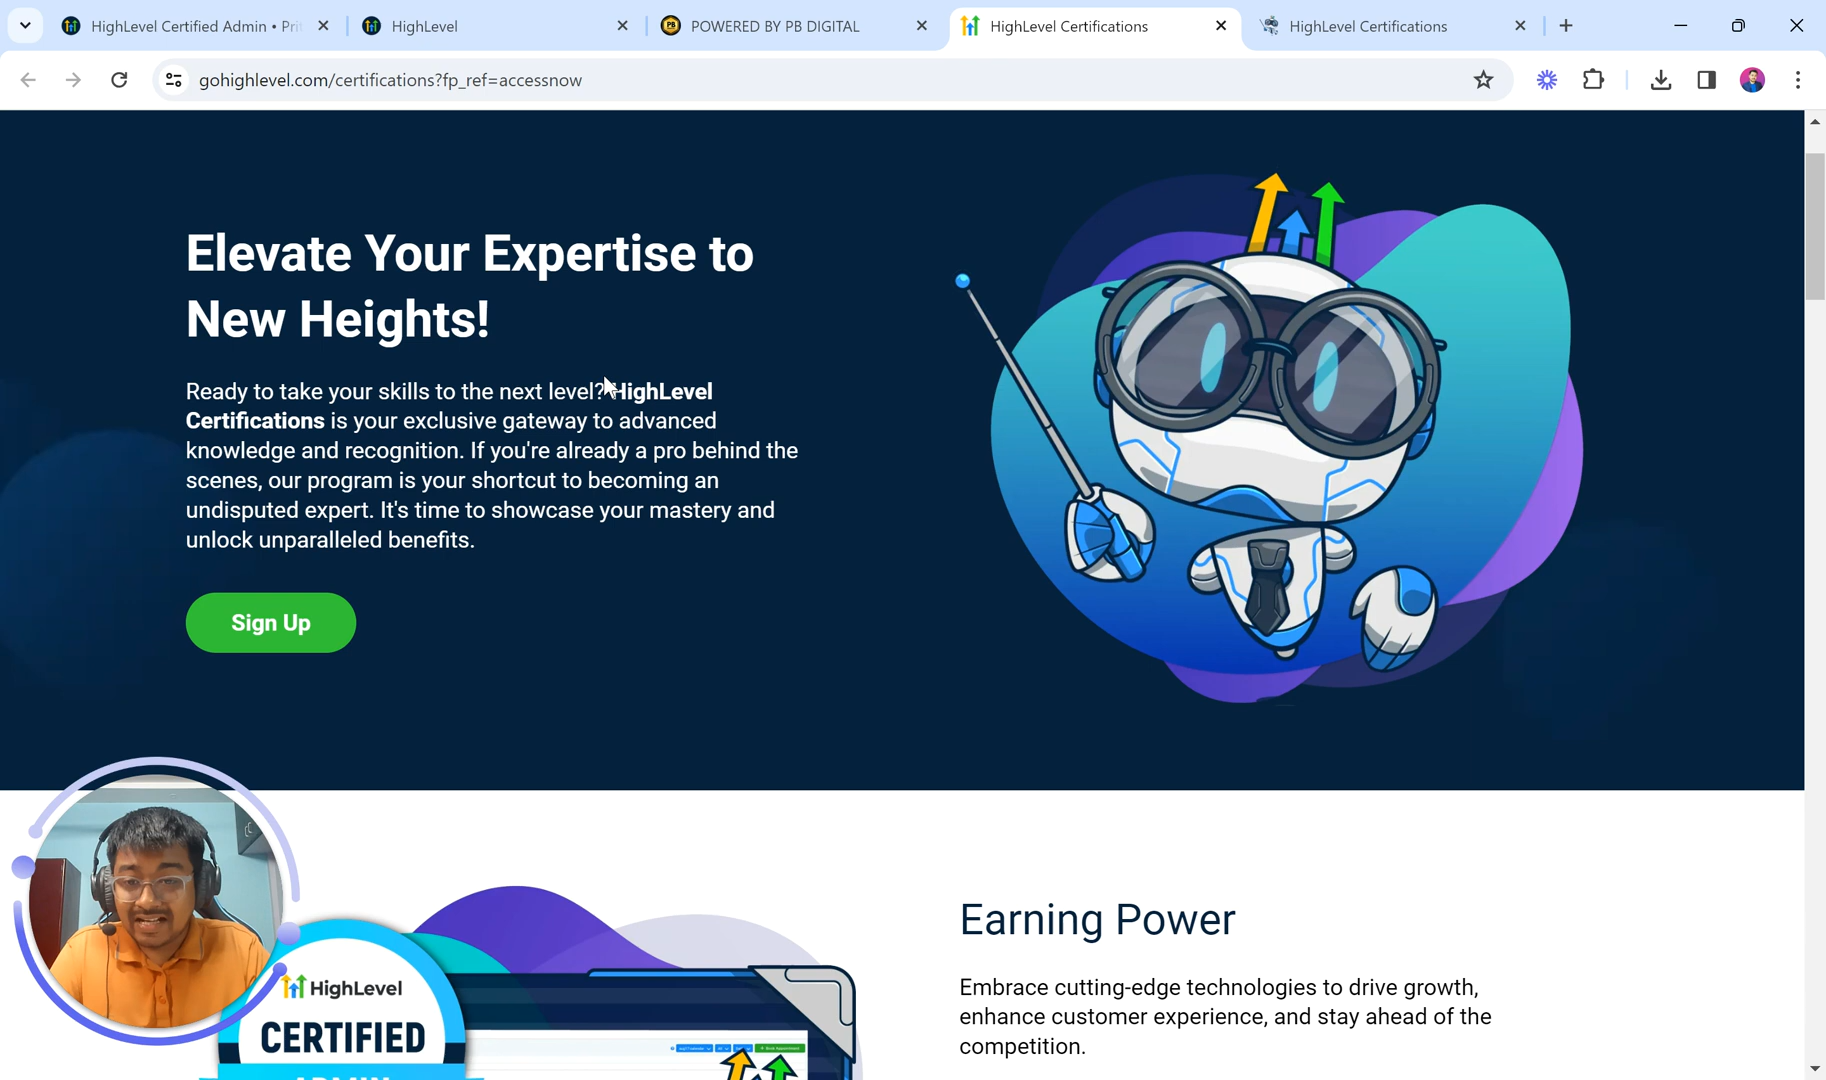 HighLevel Certified Admin • Pri
HighLevel
POWERED BY PB DIGITAL
HighLevel Certifications
HighLevel Certifications
gohighlevel.com/certifications?fp_ref=accessnow
Elevate Your Expertise to
New Heights!
Ready to take your skills to the next level? HighLevel
Certifications is your exclusive gateway to advanced
knowledge and recognition. If you're already a pro behind the
scenes, our program is your shortcut to becoming an
undisputed expert. It's time to showcase your mastery and
unlock unparalleled benefits.
Sign Up
Earning Power
Embrace cutting-edge technologies to drive growth,
enhance customer experience, and stay ahead of the
competition.
HighLevel
CERTIFIED